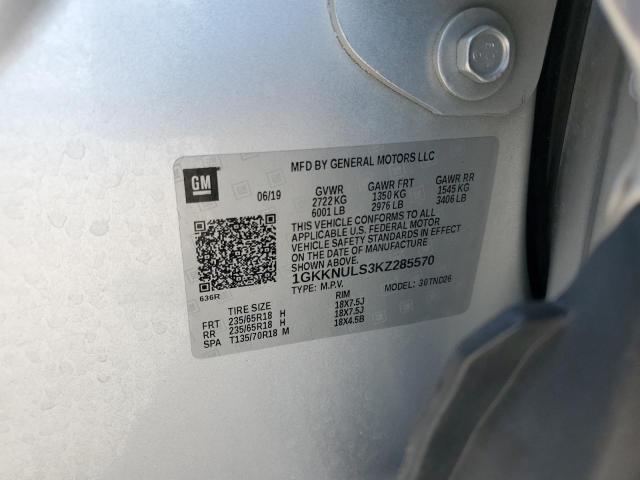 GM
MFD BY GENERAL MOTORS LLC
06/19 GVWR GAWR FRT GAWR RR
2722 KG 1350 KG 1545 KG
6001 LB 2976 LB 3406 LB
THIS VEHICLE CONFORMS TO ALL APPLICABLE
U.S. FEDERAL MOTOR
VEHICLE SAFETY STANDARDS IN EFFECT
ON THE DATE OF MANUFACTURE
1GKKNULS3KZ285570
TYPE: M.P.V. MODEL: 30TND26
636R
TIRE SIZE RIM
FRT 235/65R18 H 18X7.5J
RR 235/65R18 H 18X7.5J
SPA T135/70R18 M 18X4.5B